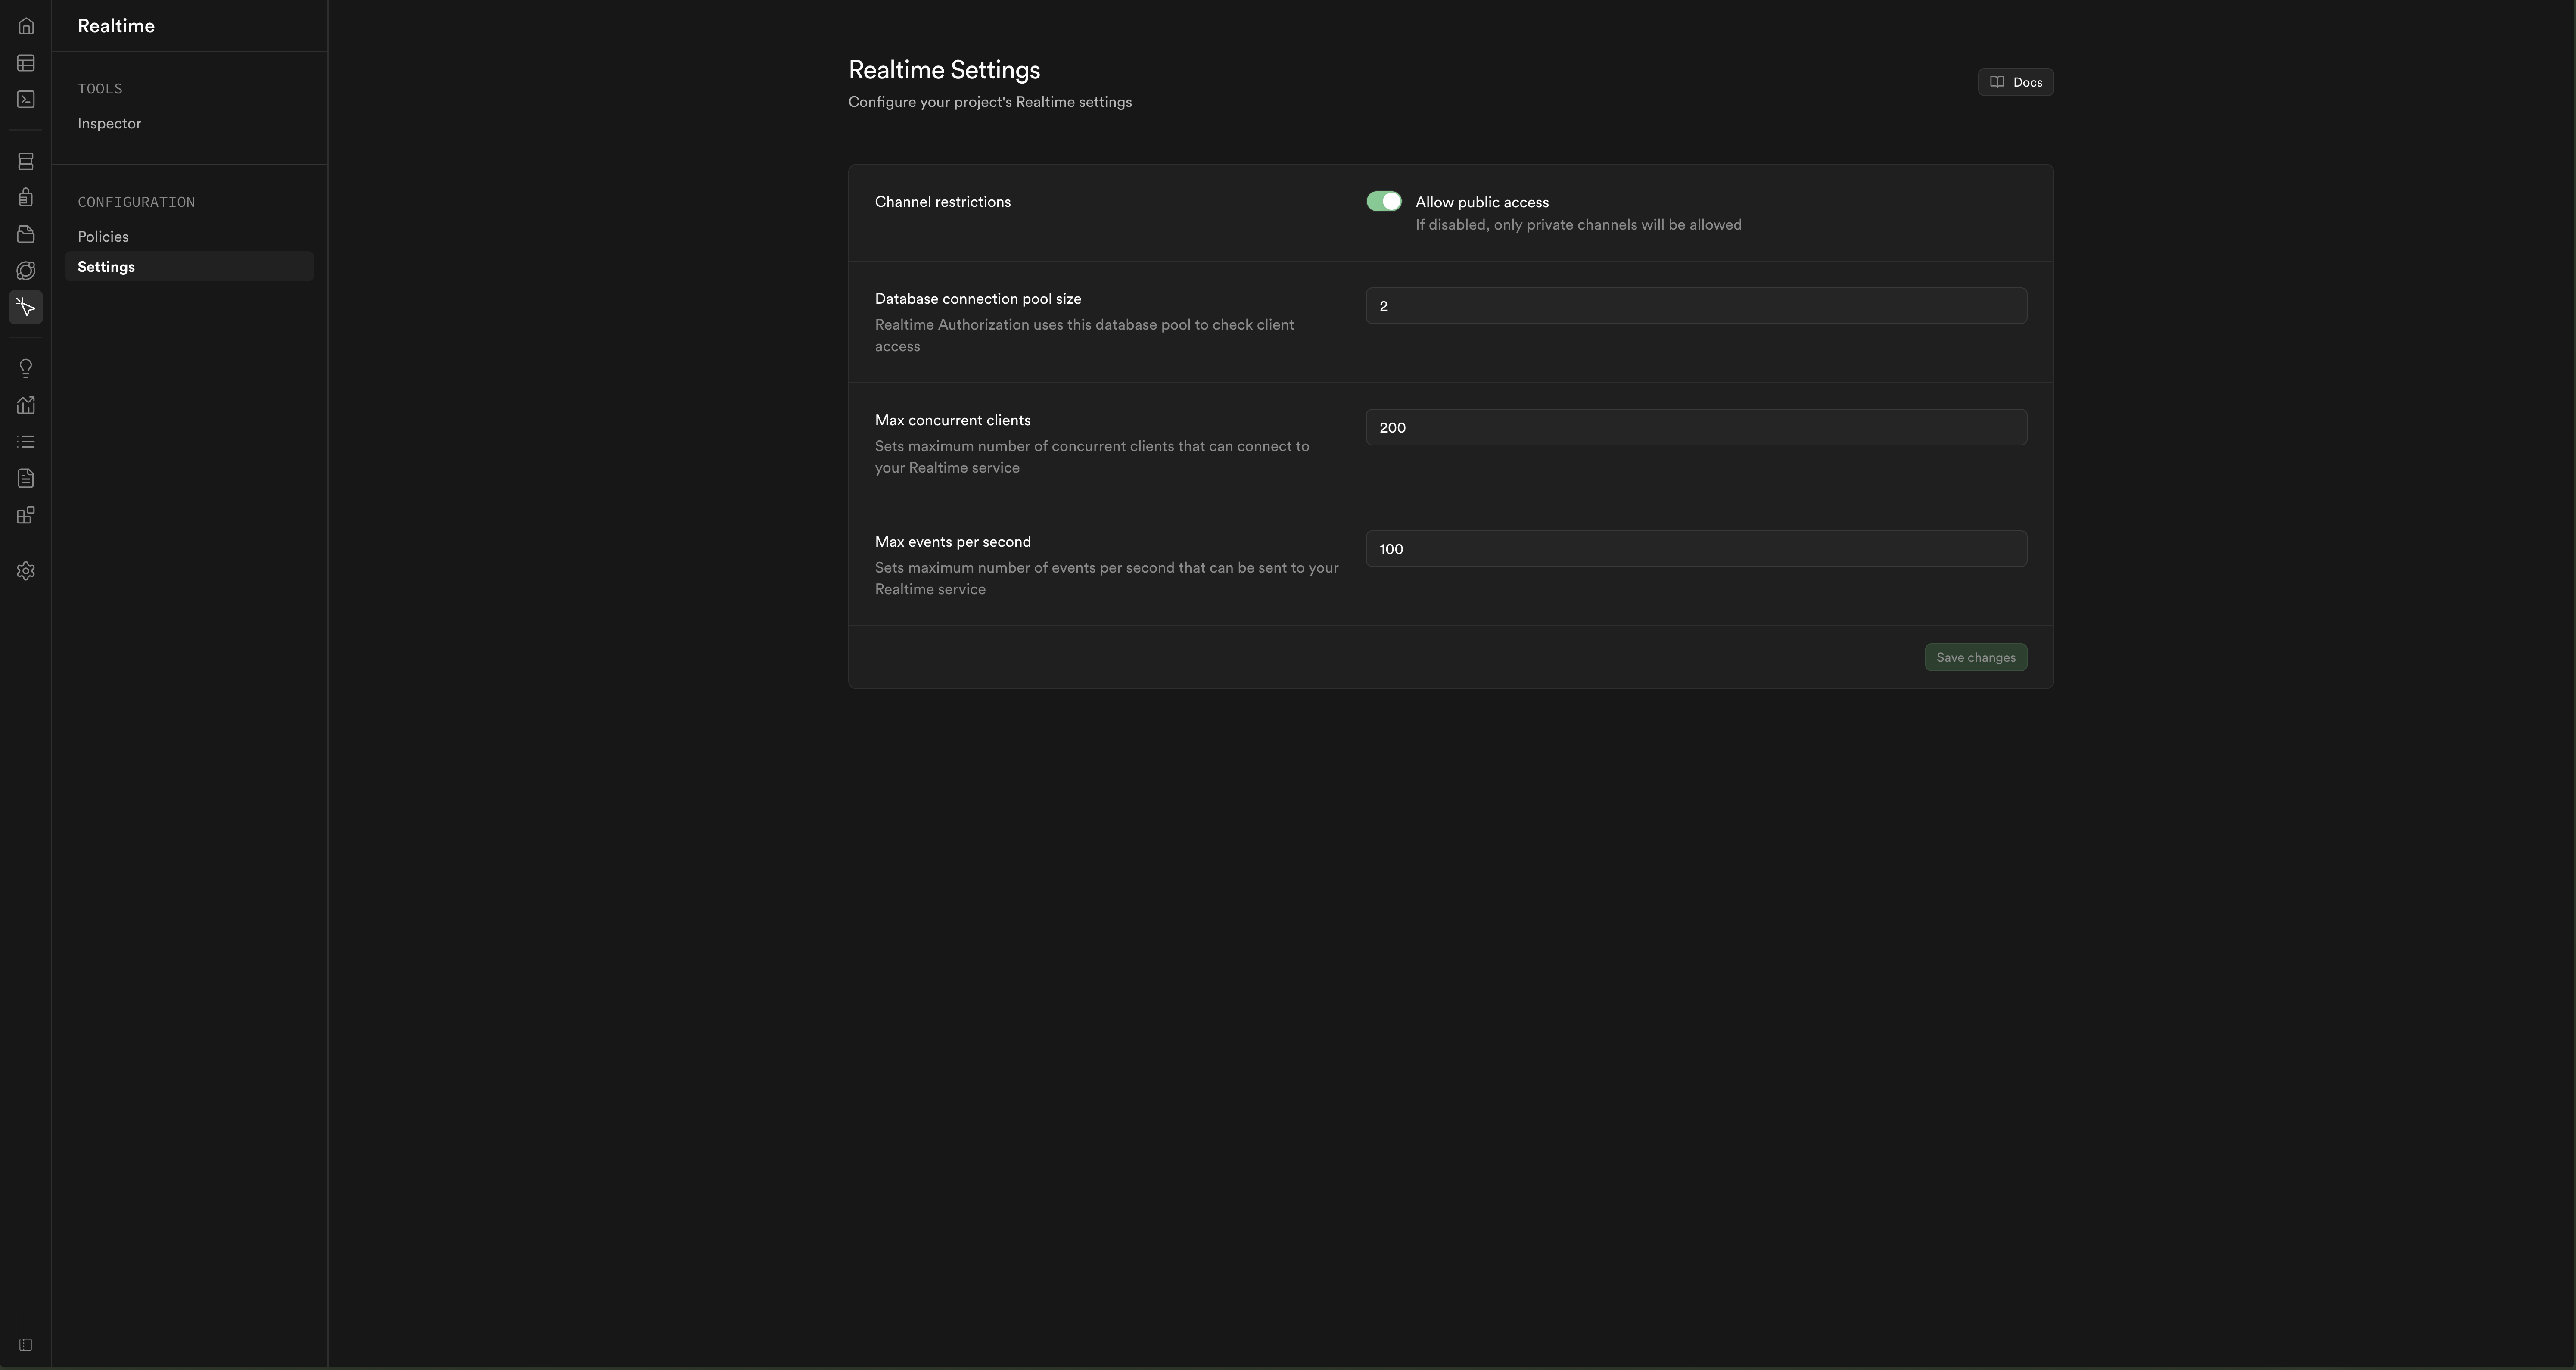 Realtime
TOOLS
Inspector
CONFIGURATION
Policies
Settings
Realtime Settings
Configure your project's Realtime settings
Docs
Channel restrictions
Allow public access
If disabled, only private channels will be allowed
Database connection pool size
Realtime Authorization uses this database pool to check client
access
2
Max concurrent clients
Sets maximum number of concurrent clients that can connect to
your Realtime service
200
Max events per second
Sets maximum number of events per second that can be sent to your
Realtime service
100
Save changes